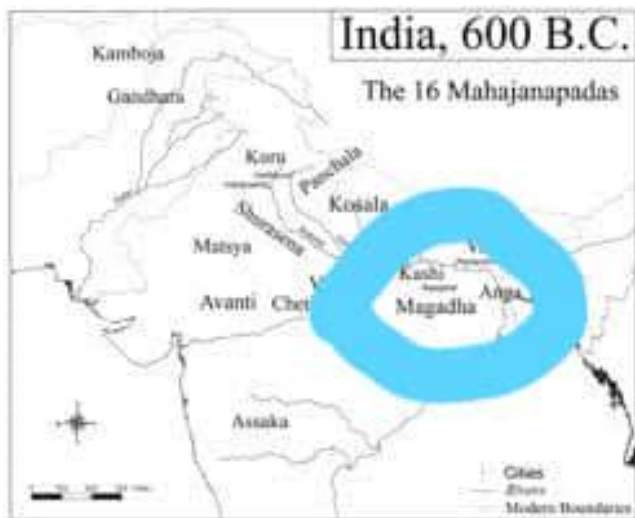 India, 600 B.C.
The 16 Mahajanapadas
Kamboja
Gandhara
Kuru
Panchala
Kosala
Shurasena
Matsya
Kashi
Anga
Avanti
Magadha
Assaka
Cities
Rivers
Modern Boundaries